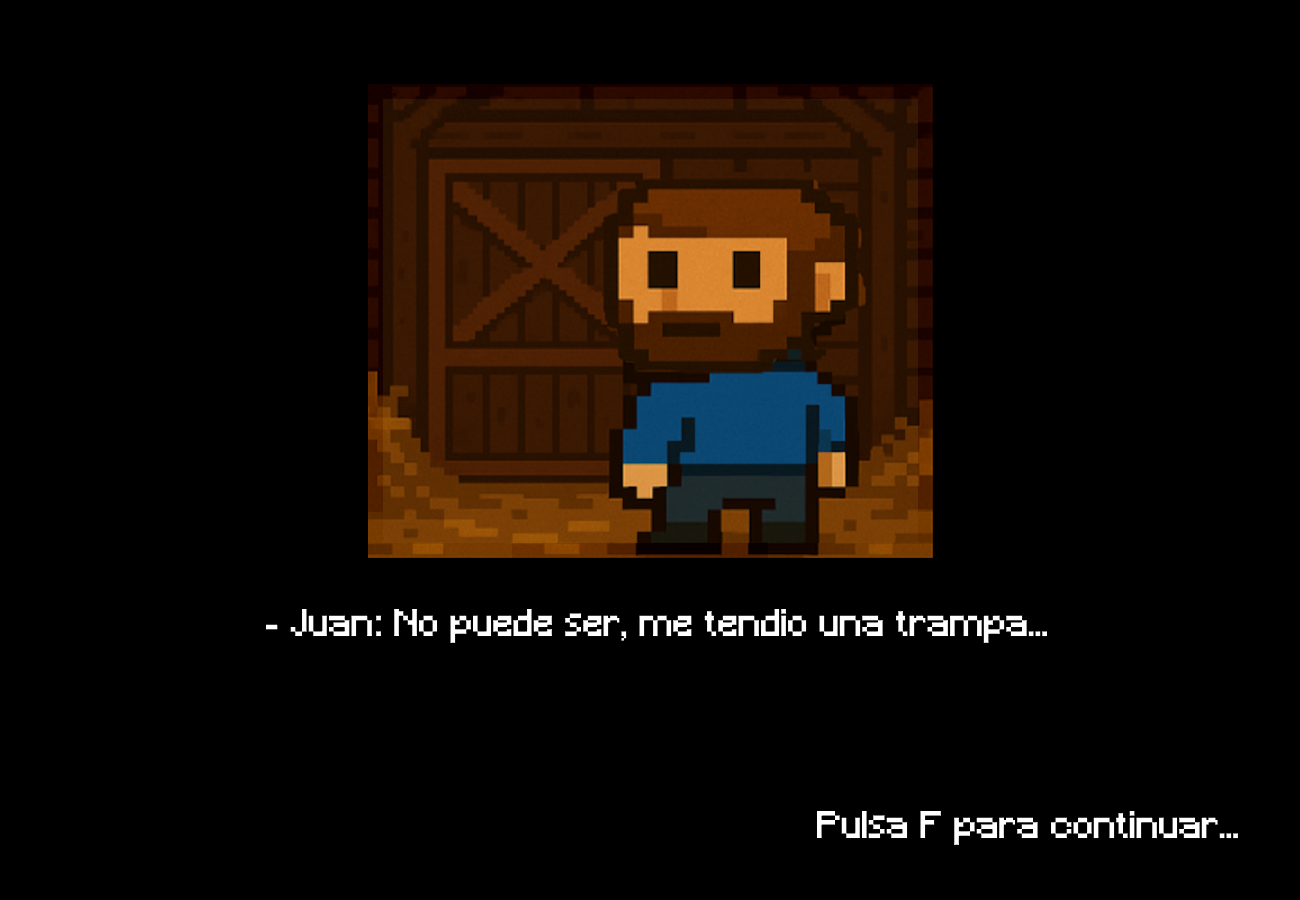 - Juan: No puede ser, me tendio una trampa...
Pulsa F para continuar...